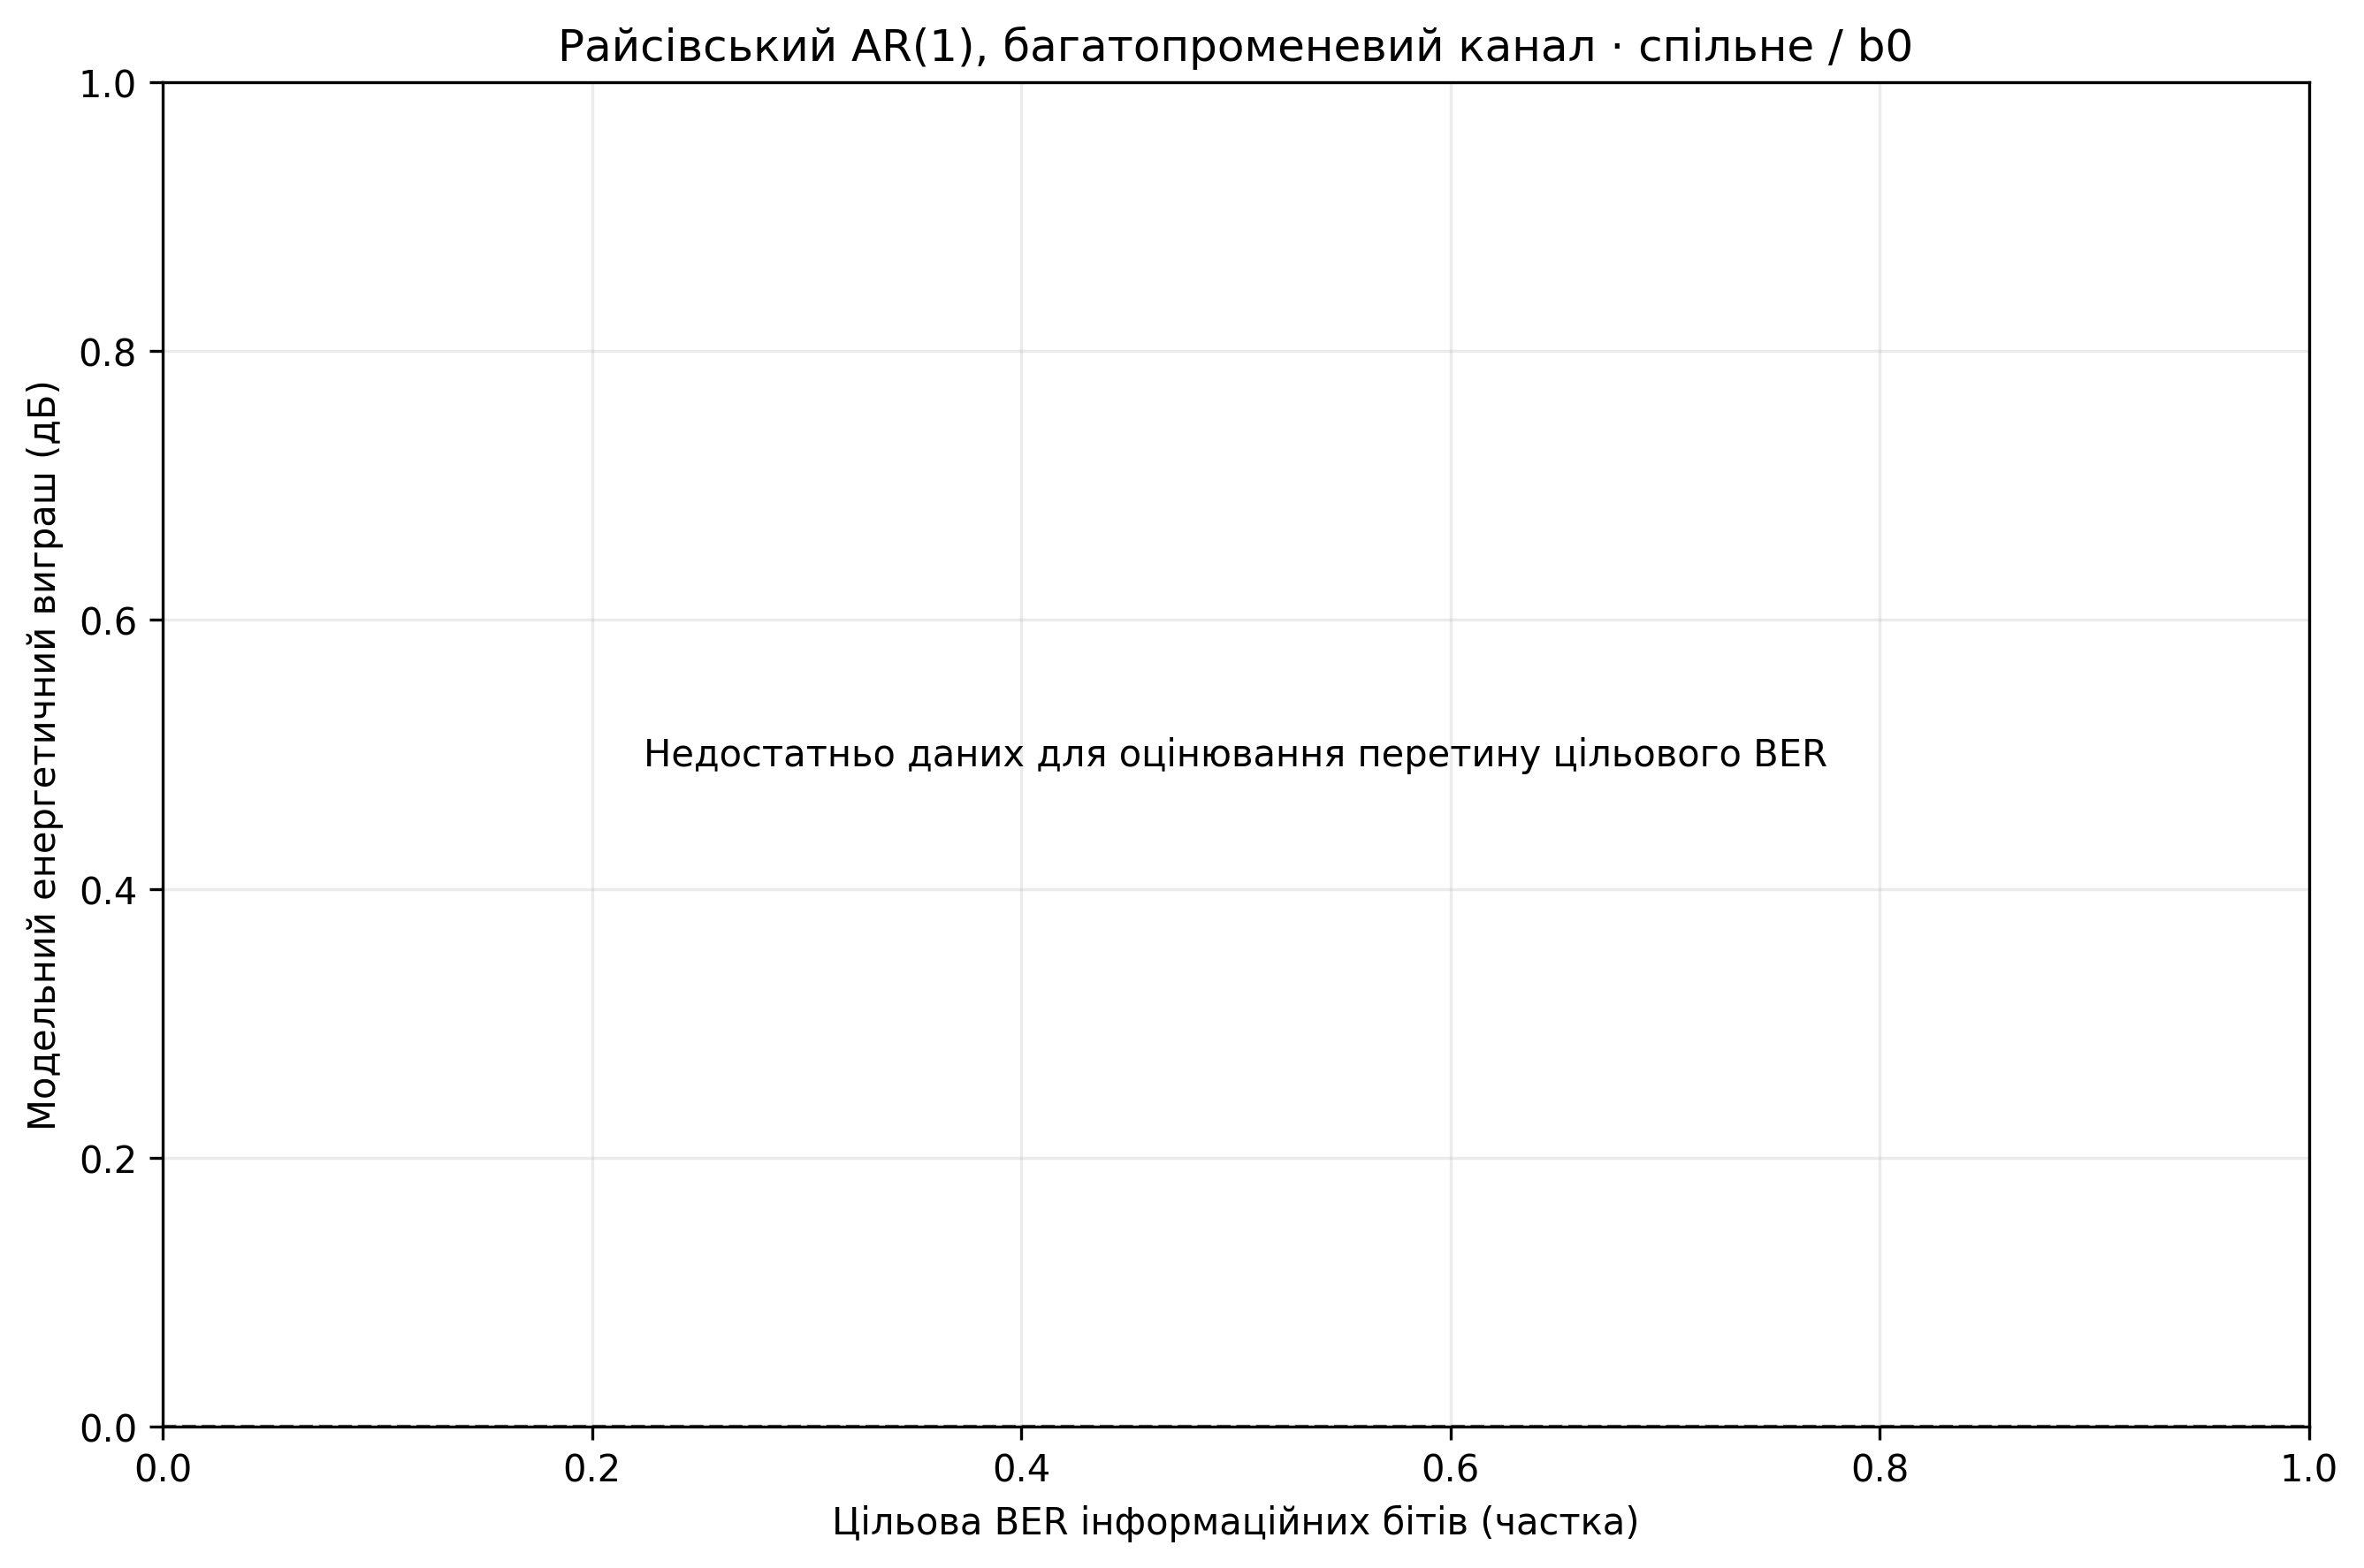 Райсівський AR(1), багатопроменевий канал · спільне / b0
Модельний енергетичний виграш (дБ)
1.0
0.8
0.6
0.4
0.2
0.0
Недостатньо даних для оцінювання перетину цільового BER
0.0 0.2 0.4 0.6 0.8 1.0
Цільова BER інформаційних бітів (частка)